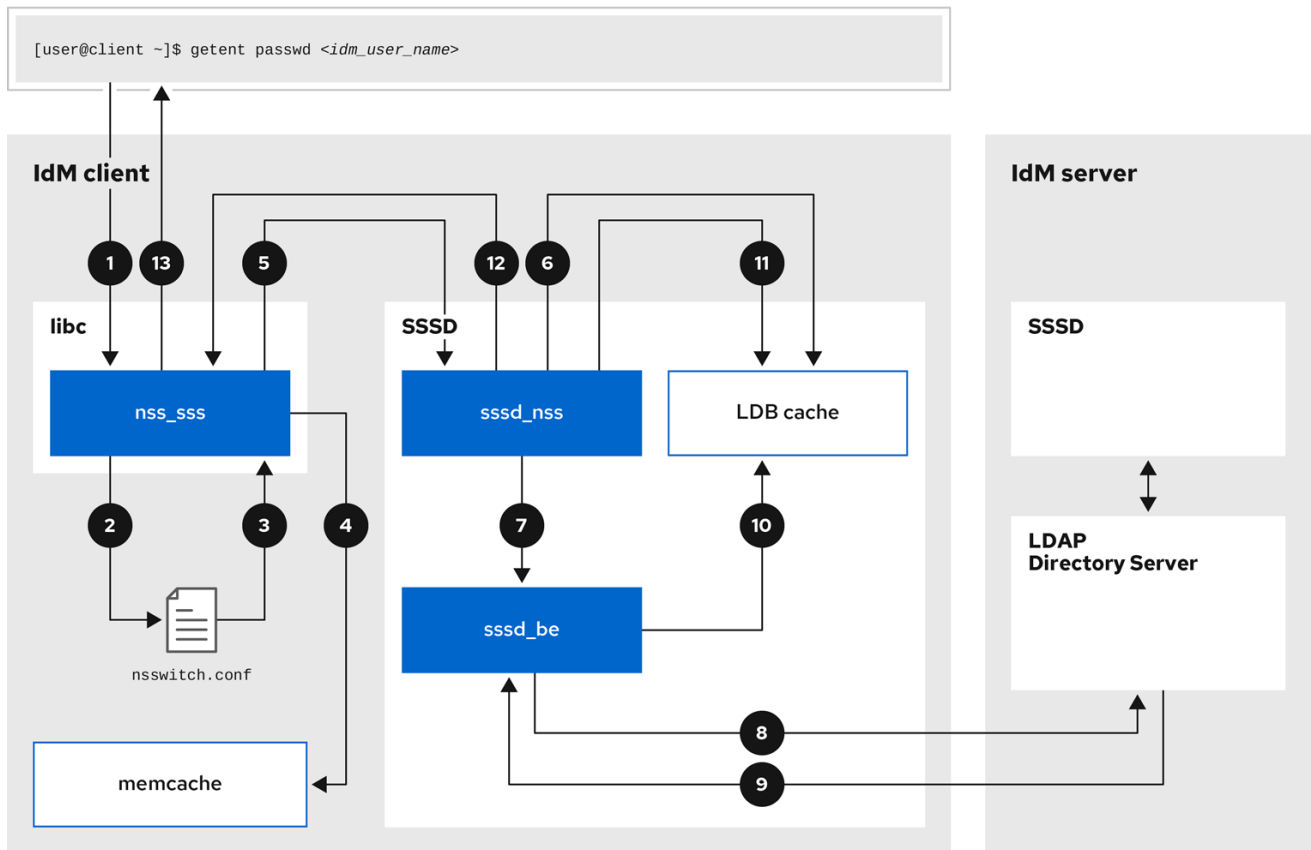 [user@client ~]$ getent passwd <idm_user_name>
IdM client
IdM server
1
13
5
12
6
11
libc
SSSD
SSSD
nss_sss
sssd_nss
LDB cache
2
3
4
7
10
LDAP
Directory Server
sssd_be
nsswitch.conf
8
memcache
9